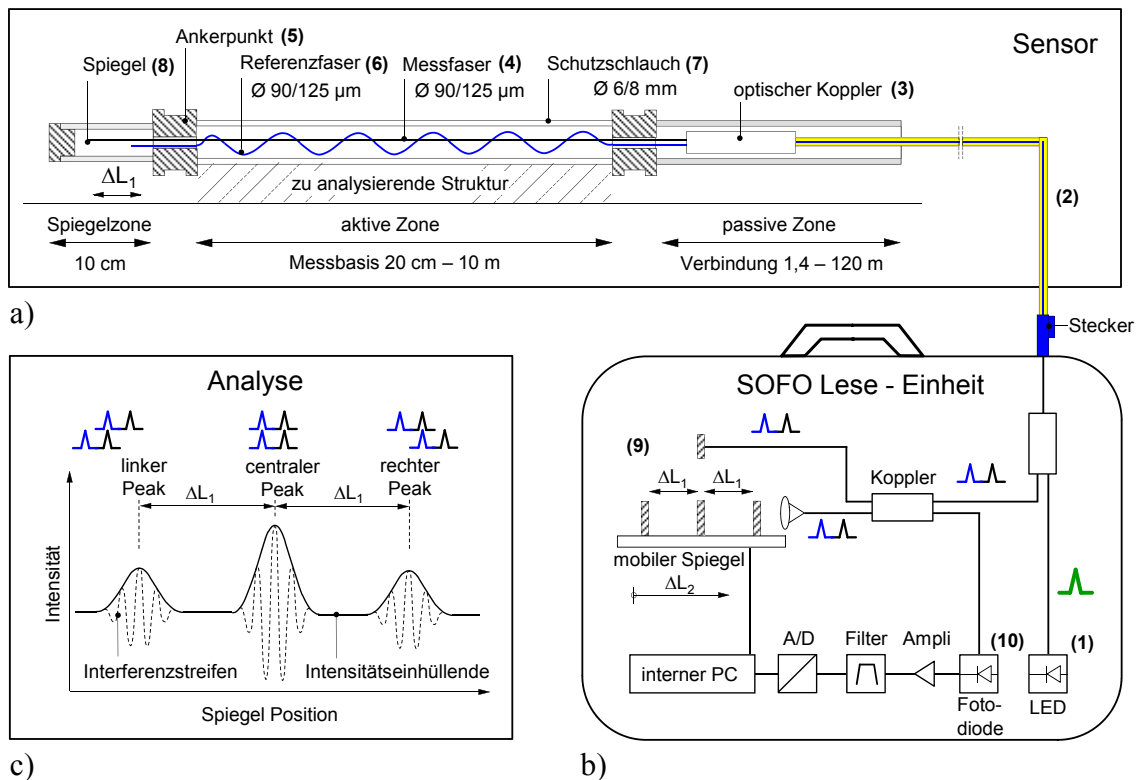 Sensor
Ankerpunkt (5)
Spiegel (8)
Referenzfaser (6)
Ø 90/125 µm
Messfaser (4)
Ø 90/125 µm
Schutzschlauch (7)
Ø 6/8 mm
optischer Koppler (3)
ΔL1
zu analysierende Struktur
(2)
Spiegelzone
aktive Zone
passive Zone
10 cm
Messbasis 20 cm – 10 m
Verbindung 1,4 – 120 m
a)
Stecker
Analyse
linker
Peak
centraler
Peak
rechter
Peak
ΔL1
ΔL1
Intensität
Interferenzstreifen
Intensitätseinhüllende
Spiegel Position
c)
SOFO Lese - Einheit
(9)
Koppler
ΔL1
ΔL1
mobiler Spiegel
ΔL2
A/D
Filter
Ampli
(10)
(1)
interner PC
Foto-
diode
LED
b)